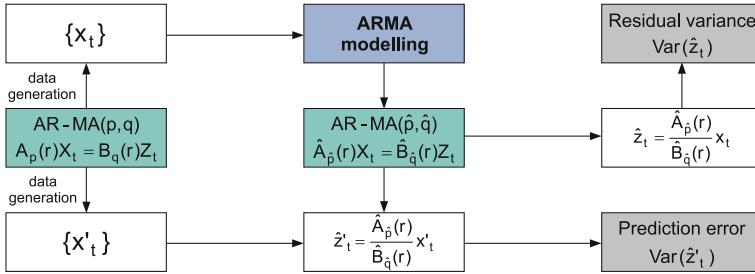 {x_t}
ARMA
modelling
Residual variance
Var(ẑ_t)
data
generation
AR-MA(p,q)
A_p(r)X_t = B_q(r)Z_t
AR-MA(p̂,q̂)
Â_p̂(r)X_t = B̂_q̂(r)Z_t
ẑ_t = Â_p̂(r)/B̂_q̂(r) x_t
data
generation
{x'_t}
ẑ'_t = Â_p̂(r)/B̂_q̂(r) x'_t
Prediction error
Var(ẑ'_t)